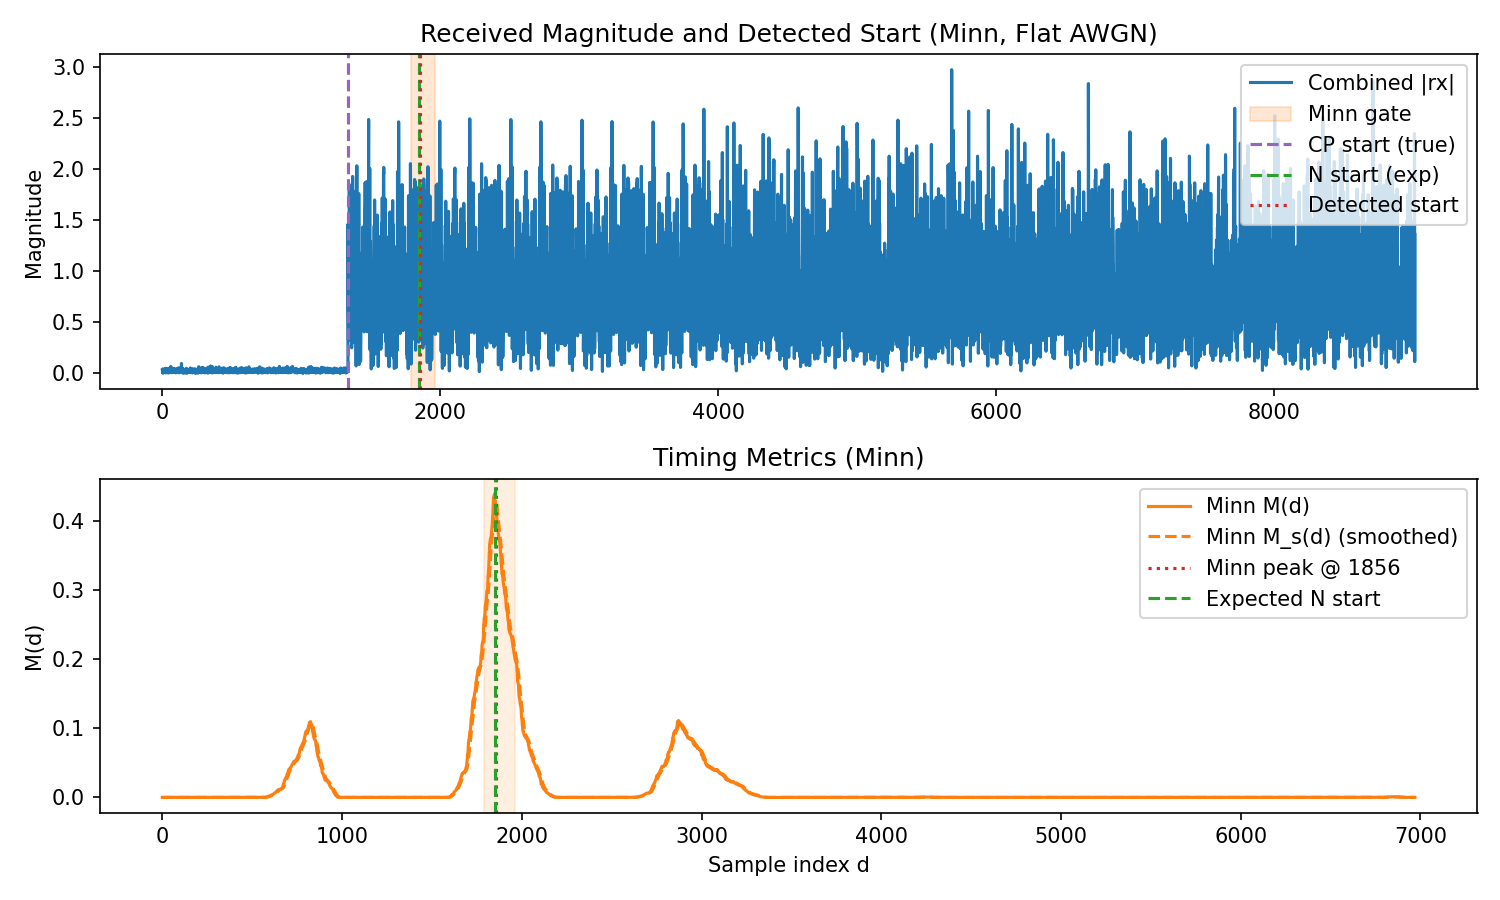 Received Magnitude and Detected Start (Minn, Flat AWGN)
Magnitude
3.0
2.5
2.0
1.5
1.0
0.5
0.0
Combined |rx|
Minn gate
CP start (true)
N start (exp)
Detected start
0 2000 4000 6000 8000
Timing Metrics (Minn)
M(d)
0.4
0.3
0.2
0.1
0.0
Minn M(d)
Minn M_s(d) (smoothed)
Minn peak @ 1856
Expected N start
0 1000 2000 3000 4000 5000 6000 7000
Sample index d